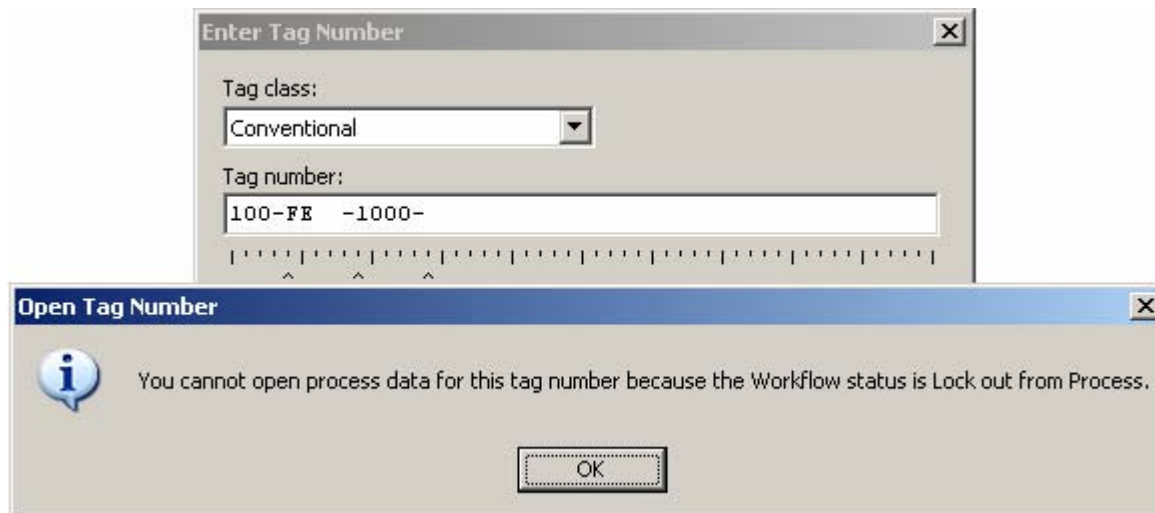 Enter Tag Number
Tag class:
Conventional
Tag number:
100-FE  -1000-
Open Tag Number
You cannot open process data for this tag number because the Workflow status is Lock out from Process.
OK